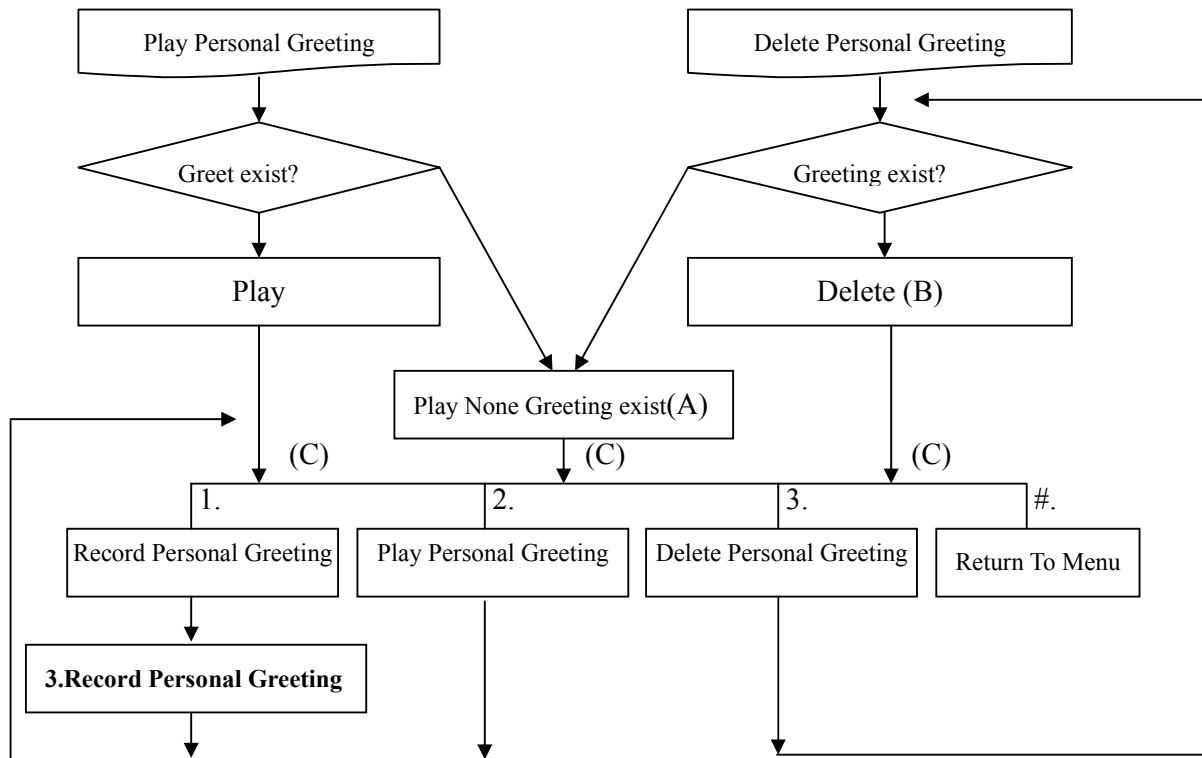 Play Personal Greeting
Delete Personal Greeting
Greet exist?
Greeting exist?
Play
Delete (B)
Play None Greeting exist(A)
(C)
(C)
(C)
1.
2.
3.
#.
Record Personal Greeting
Play Personal Greeting
Delete Personal Greeting
Return To Menu
3.Record Personal Greeting